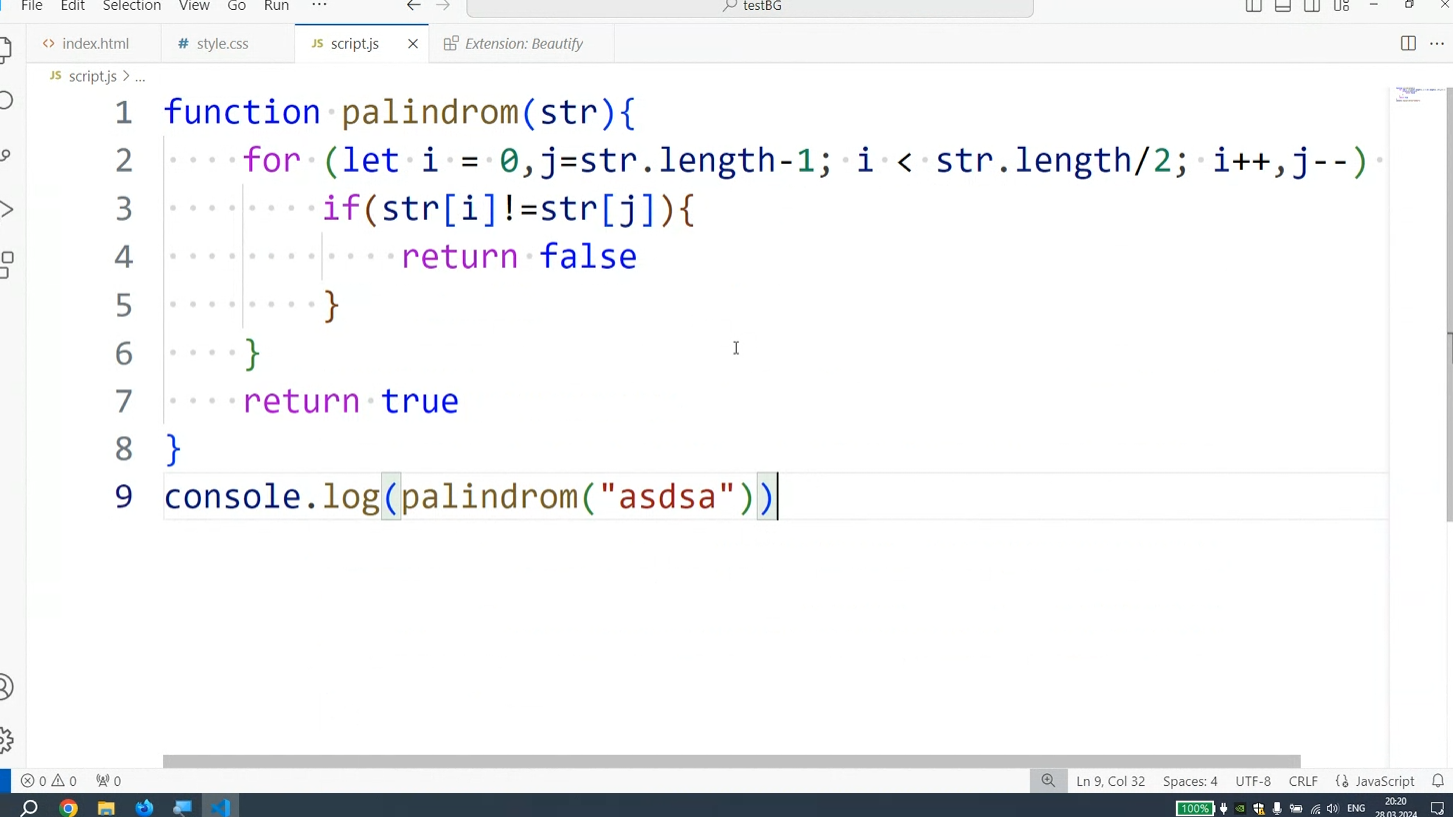 File Edit Selection View Go Run ··· testBG
index.html # style.css JS script.js Extension: Beautify
JS script.js > ...
1 function palindrom(str){
2 for (let i = 0,j=str.length-1; i < str.length/2; i++,j--)
3 if(str[i]!=str[j]){
4 return false
5 }
6 }
7 return true
8 }
9 console.log(palindrom("asdsa"))
0 0 0 Ln 9, Col 32 Spaces: 4 UTF-8 CRLF JavaScript
100% ENG 20:20
28.03.2024